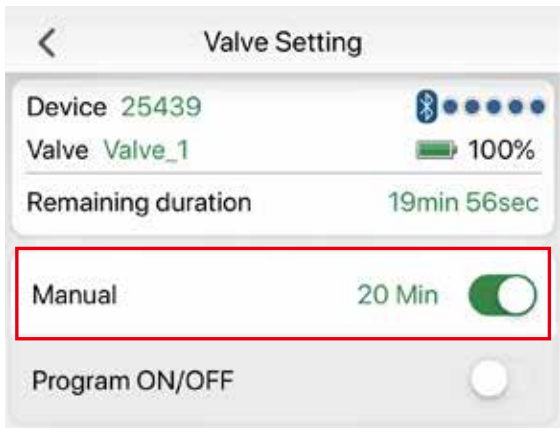 Valve Setting
Device 25439
Valve Valve_1 100%
Remaining duration 19min 56sec
Manual 20 Min
Program ON/OFF